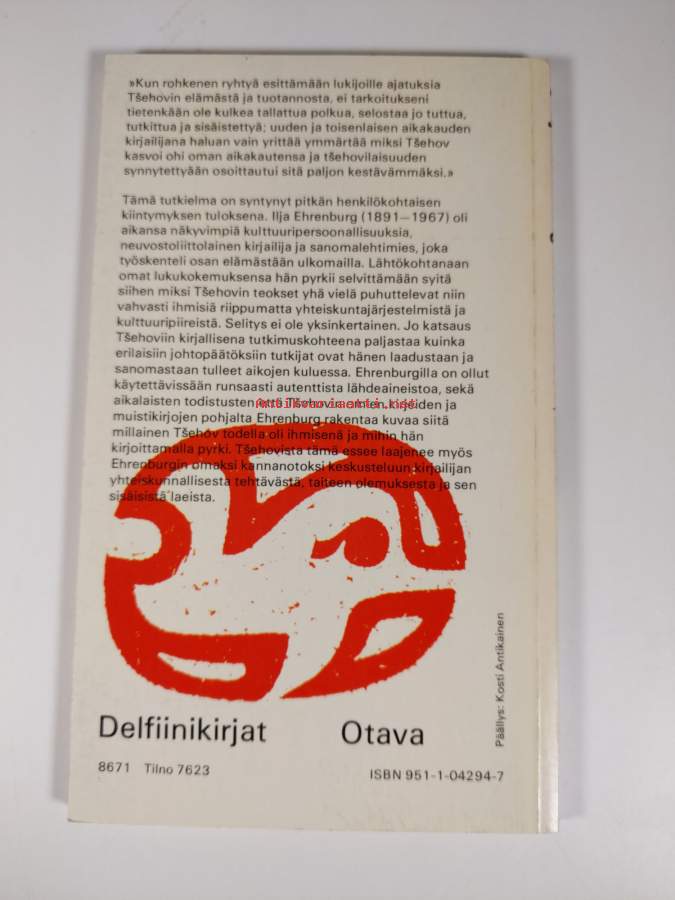 »Kun rohkenen ryhtyä esittämään lukijoille ajatuksia
Tšehovin elämästä ja tuotannosta, ei tarkoitukseni
tietenkään ole kulkea tallattua polkua, selostaa jo tuttua,
tutkittua ja sisäistettyä; uuden ja toisenlaisen aikakauden
kirjailijana haluan vain yrittää ymmärtää miksi Tšehov
kasvoi ohi oman aikakautensa ja tšehovilaisuuden
synnytettyään osoittautui sitä paljon kestävämmäksi.»
Tämä tutkielma on syntynyt pitkän henkilökohtaisen
kiintymyksen tuloksena. Ilja Ehrenburg (1891—1967) oli
aikansa näkyvimpiä kulttuuripersoonallisuuksia,
neuvostoliittolainen kirjailija ja sanomalehtimies, joka
työskenteli osan elämästään ulkomailla. Lähtökohtanaan
omat lukukokemuksensa hän pyrkii selvittämään syitä
siihen miksi Tšehovin teokset yhä vielä puhuttelevat niin
vahvasti ihmisiä riippumatta yhteiskuntajärjestelmistä ja
kulttuuripiireistä. Selitys ei ole yksinkertainen. Jo katsaus
Tšehoviin kirjallisena tutkimuskohteena paljastaa kuinka
erilaisiin johtopäätöksiin tutkijat ovat hänen laadustaan ja
sanomastaan tulleet aikojen kuluessa. Ehrenburgilla on ollut
käytettävissään runsaasti autenttista lähdeaineistoa, sekä
aikalaisten todistusten että Tšehovin omien kirjeiden ja
muistikirjojen pohjalta Ehrenburg rakentaa kuvaa siitä
millainen Tšehov todella oli ihmisenä ja mihin hän
kirjoittamalla pyrki. Tšehovista tämä essee laajenee myös
Ehrenburgin omaksi kannanotoksi keskusteluun kirjailijan
yhteiskunnallisesta tehtävästä, taiteen olemuksesta ja sen
sisäisistä laeista.
Delfiinikirjat Otava
8671 Tilno 7623
ISBN 951-1-04294-7
Päällys: Kosti Antikainen